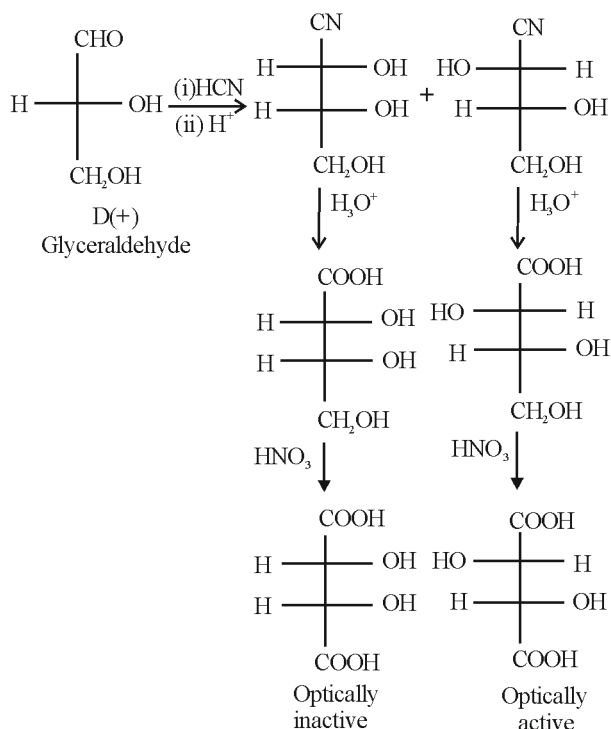 CHO
H OH
CH₂OH
D(+)
Glyceraldehyde
(i)HCN
(ii) H⁺
CN
H OH
H OH
CH₂OH
+
CN
HO H
H OH
CH₂OH
H₃O⁺
H₃O⁺
COOH
H OH
H OH
CH₂OH
COOH
HO H
H OH
CH₂OH
HNO₃
HNO₃
COOH
H OH
H OH
COOH
Optically
inactive
COOH
HO H
H OH
COOH
Optically
active